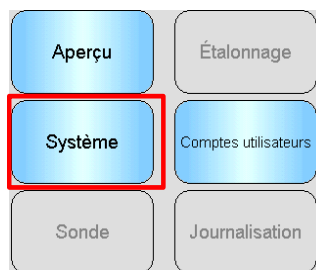 Aperçu
Étalonnage
Système
Comptes utilisateurs
Sonde
Journalisation